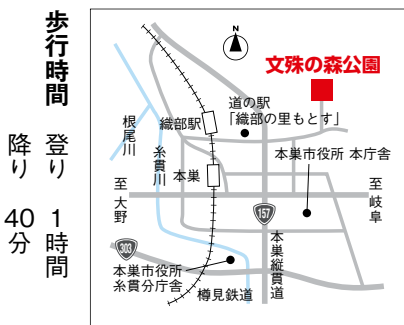 歩行時間 登り 1時間
降り 40分
N
文殊の森公園
道の駅
「織部の里もとす」
織部駅
根尾川
糸貫川
本巣
本巣市役所 本庁舎
至大野
至岐阜
157
303
本巣縦貫道
本巣市役所
糸貫分庁舎
樽見鉄道